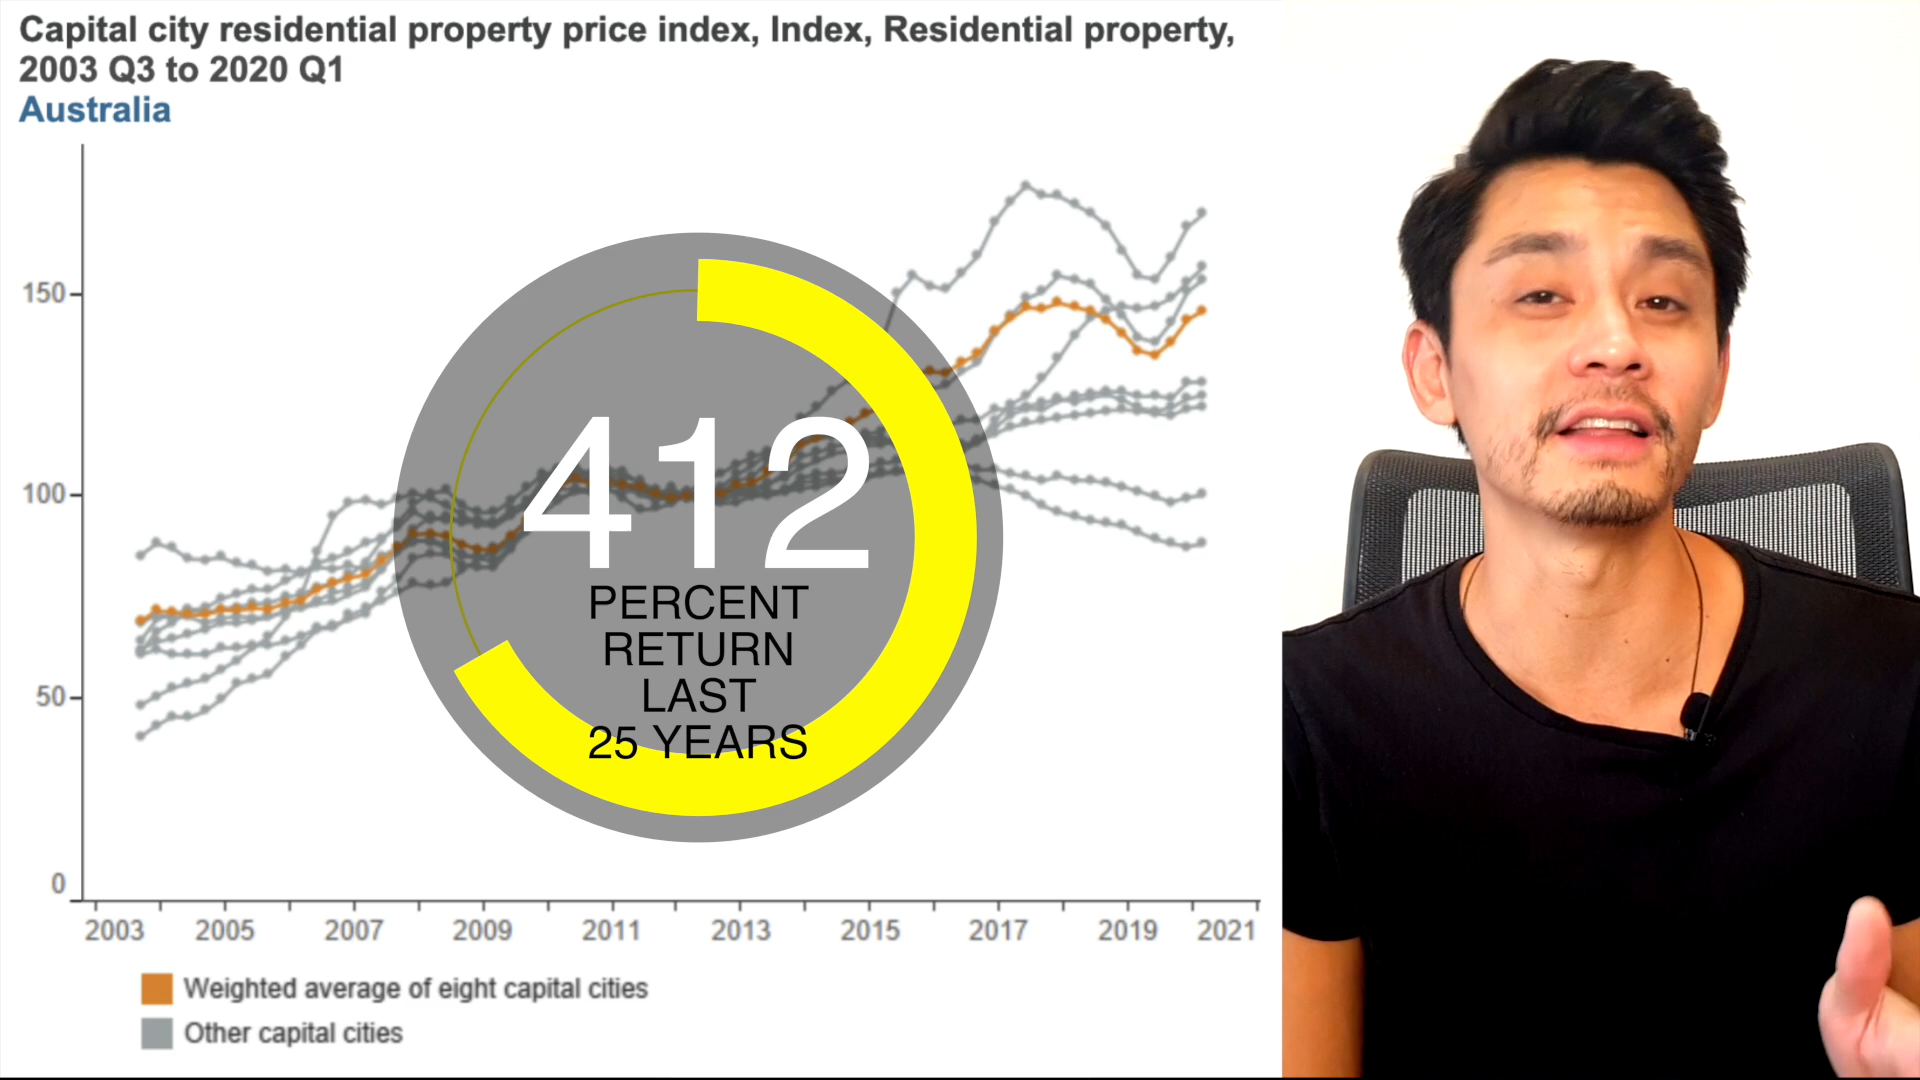 Capital city residential property price index, Index, Residential property,
2003 Q3 to 2020 Q1
Australia
150
100
50
0
412
PERCENT
RETURN
LAST
25 YEARS
2003 2005 2007 2009 2011 2013 2015 2017 2019 2021
Weighted average of eight capital cities
Other capital cities